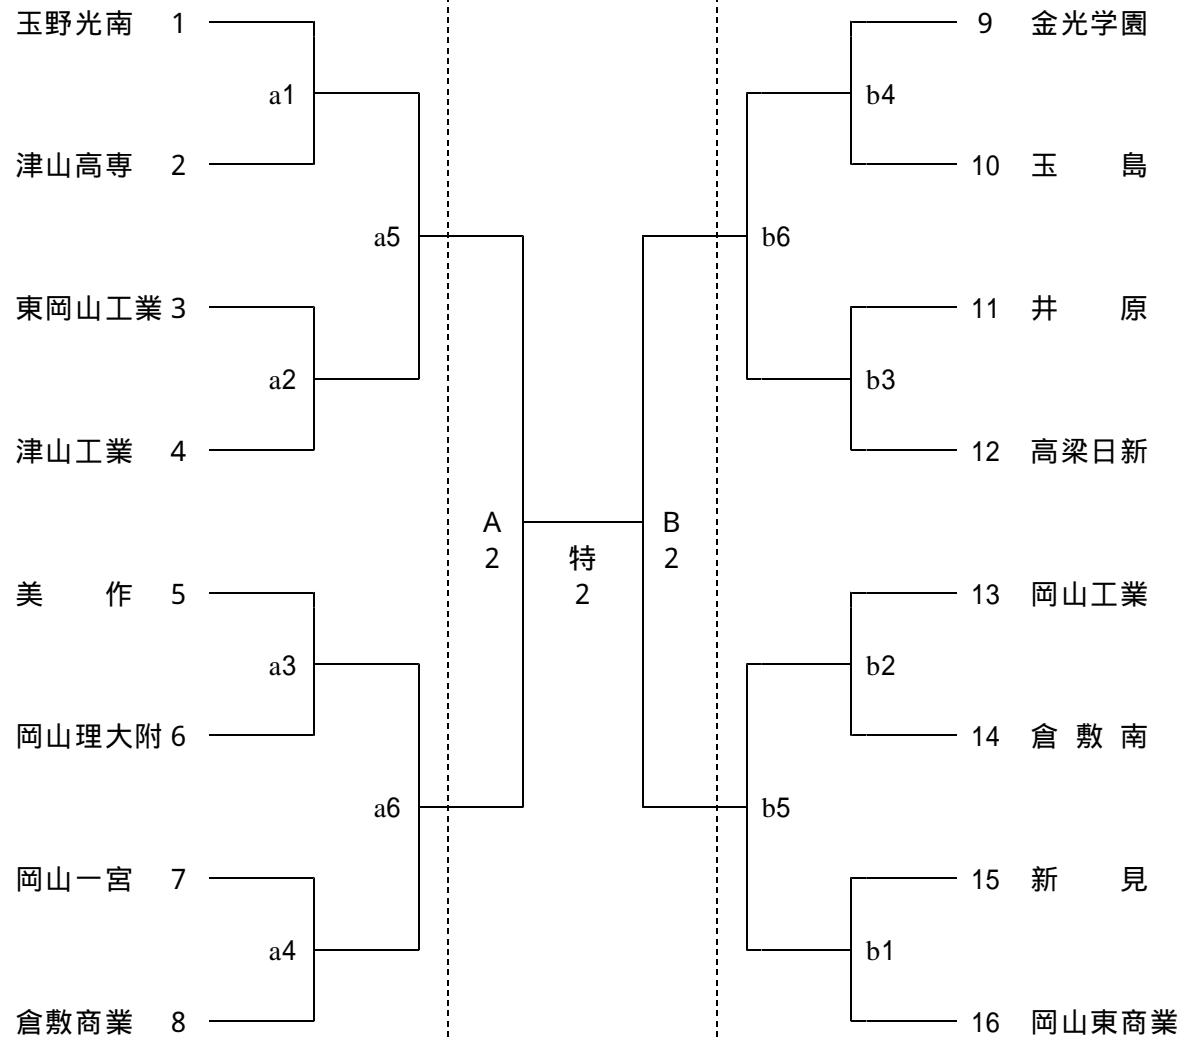 玉野光南 1
a1
津山高専 2
a5
東岡山工業 3
a2
津山工業 4
美作 5
a3
岡山理大附 6
a6
岡山一宮 7
a4
倉敷商業 8
A
2
特
2
B
2
9 金光学園
b4
10 玉島
b6
11 井原
b3
12 高梁日新
13 岡山工業
b2
14 倉敷南
b5
15 新見
b1
16 岡山東商業